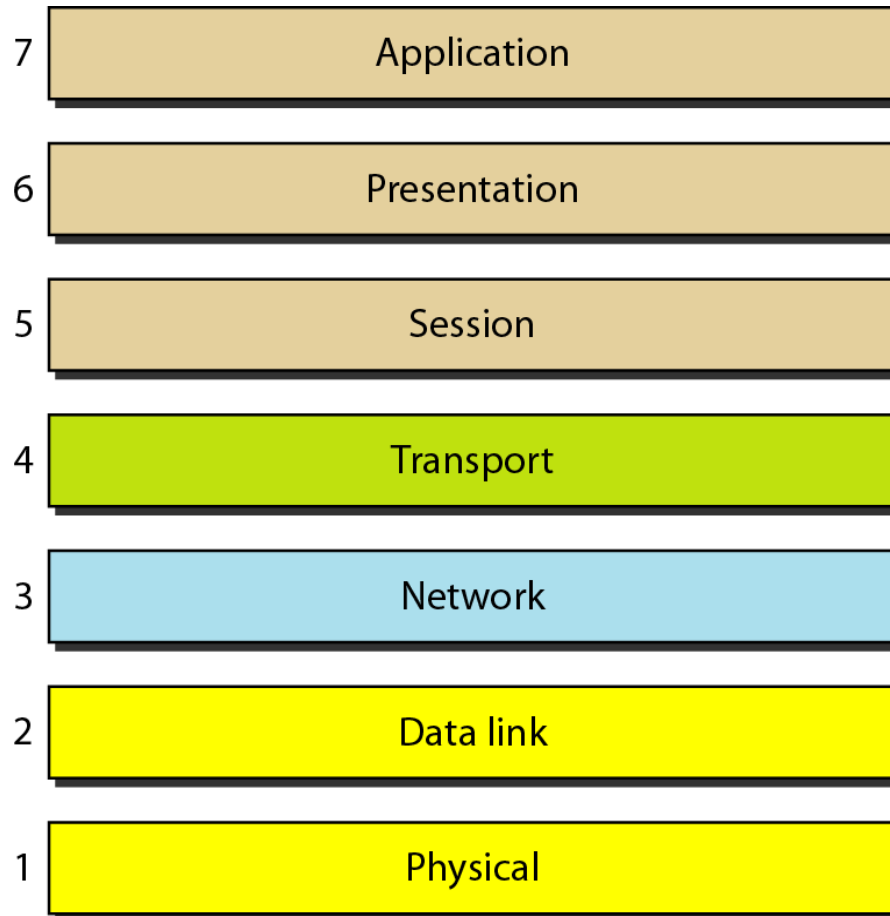 7 Application
6 Presentation
5 Session
4 Transport
3 Network
2 Data link
1 Physical